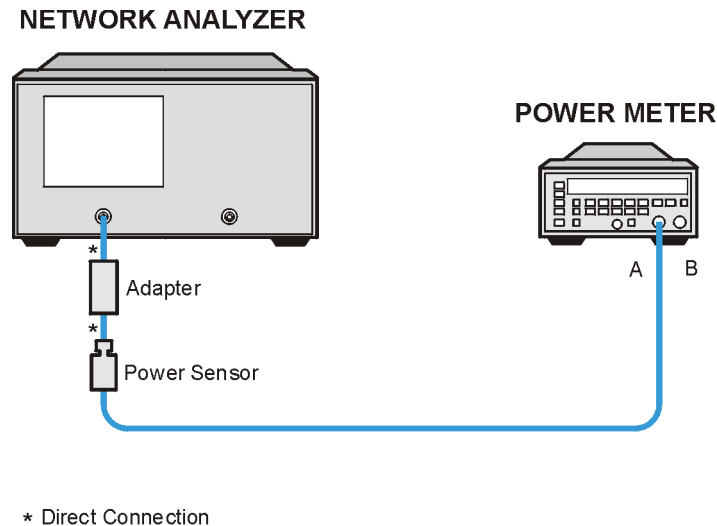 NETWORK ANALYZER
POWER METER
A
B
*
Adapter
*
Power Sensor
* Direct Connection